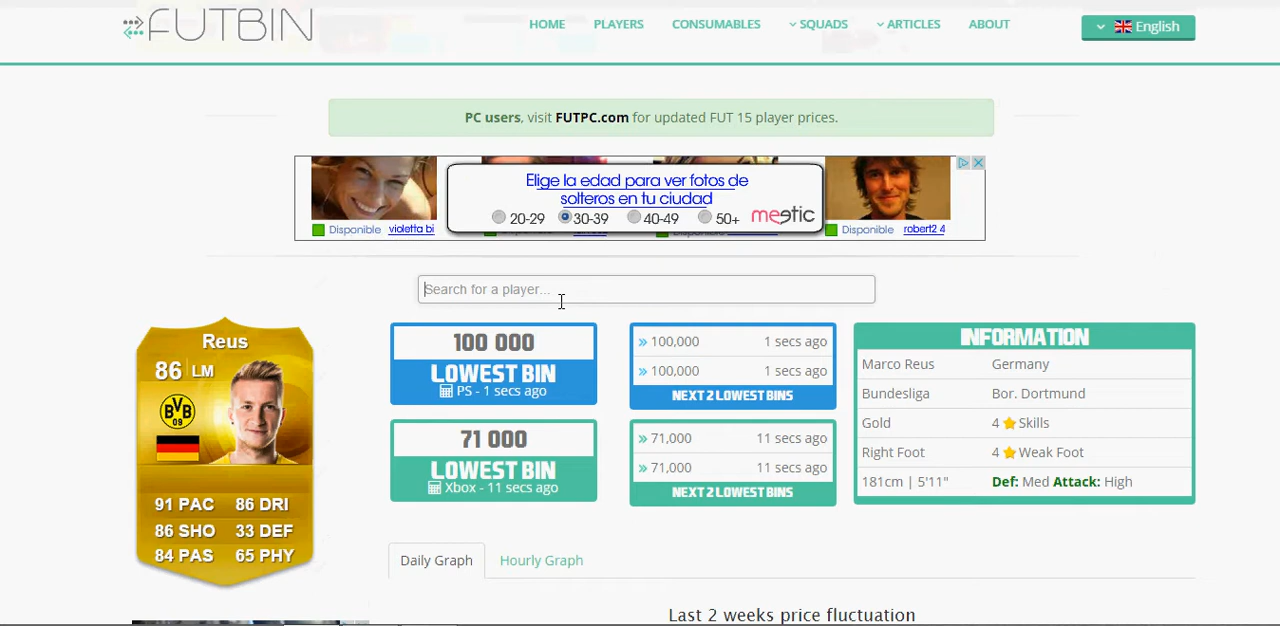 FUTBIN
HOME PLAYERS CONSUMABLES SQUADS ARTICLES ABOUT
English
PC users, visit FUTPC.com for updated FUT 15 player prices.
Elige la edad para ver fotos de
solteros en tu ciudad
20-29 30-39 40-49 50+ meetic
Disponible violetta bi
Disponible robert2 4
Search for a player...
Reus
86 LM
BVB
09
91 PAC 86 DRI
86 SHO 33 DEF
84 PAS 65 PHY
100 000
LOWEST BIN
PS - 1 secs ago
71 000
LOWEST BIN
Xbox - 11 secs ago
» 100,000 1 secs ago
» 100,000 1 secs ago
NEXT 2 LOWEST BINS
» 71,000 11 secs ago
» 71,000 11 secs ago
NEXT 2 LOWEST BINS
INFORMATION
Marco Reus Germany
Bundesliga Bor. Dortmund
Gold 4 Skills
Right Foot 4 Weak Foot
181cm | 5'11" Def: Med Attack: High
Daily Graph Hourly Graph
Last 2 weeks price fluctuation